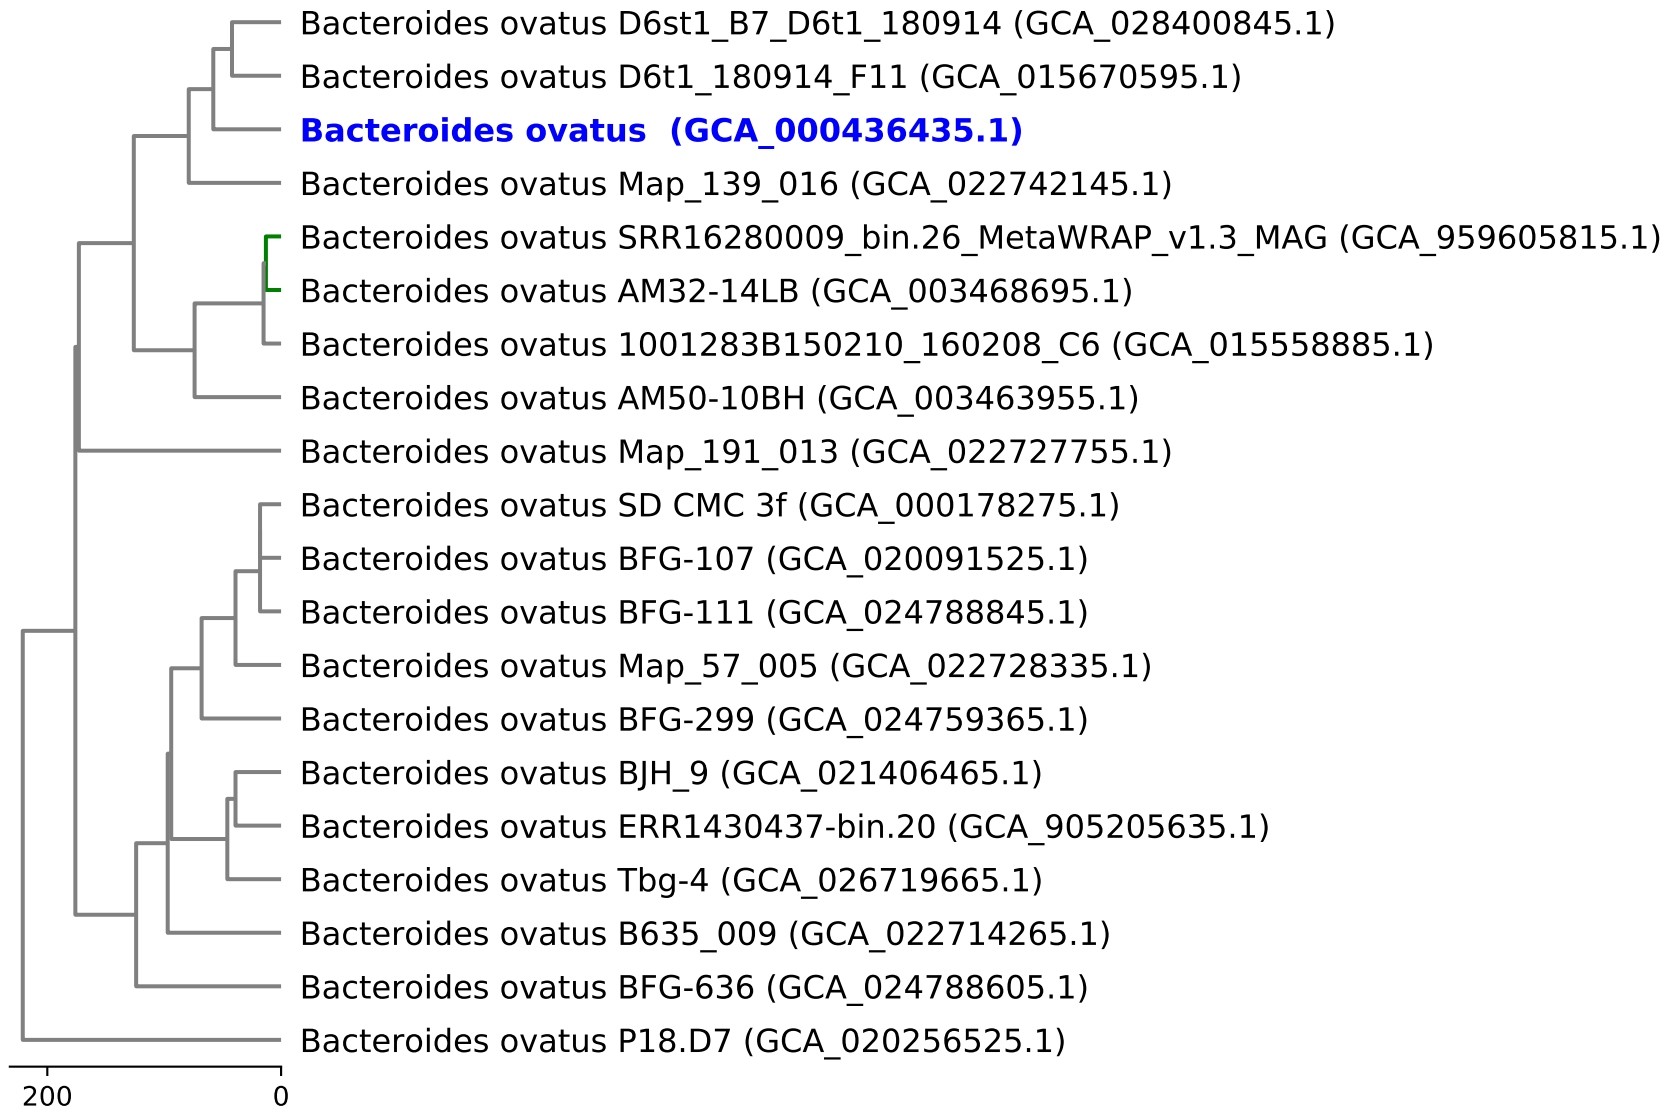 Bacteroides ovatus D6st1_B7_D6t1_180914 (GCA_028400845.1)
Bacteroides ovatus D6t1_180914_F11 (GCA_015670595.1)
Bacteroides ovatus  (GCA_000436435.1)
Bacteroides ovatus Map_139_016 (GCA_022742145.1)
Bacteroides ovatus SRR16280009_bin.26_MetaWRAP_v1.3_MAG (GCA_959605815.1)
Bacteroides ovatus AM32-14LB (GCA_003468695.1)
Bacteroides ovatus 1001283B150210_160208_C6 (GCA_015558885.1)
Bacteroides ovatus AM50-10BH (GCA_003463955.1)
Bacteroides ovatus Map_191_013 (GCA_022727755.1)
Bacteroides ovatus SD CMC 3f (GCA_000178275.1)
Bacteroides ovatus BFG-107 (GCA_020091525.1)
Bacteroides ovatus BFG-111 (GCA_024788845.1)
Bacteroides ovatus Map_57_005 (GCA_022728335.1)
Bacteroides ovatus BFG-299 (GCA_024759365.1)
Bacteroides ovatus BJH_9 (GCA_021406465.1)
Bacteroides ovatus ERR1430437-bin.20 (GCA_905205635.1)
Bacteroides ovatus Tbg-4 (GCA_026719665.1)
Bacteroides ovatus B635_009 (GCA_022714265.1)
Bacteroides ovatus BFG-636 (GCA_024788605.1)
Bacteroides ovatus P18.D7 (GCA_020256525.1)
200 0